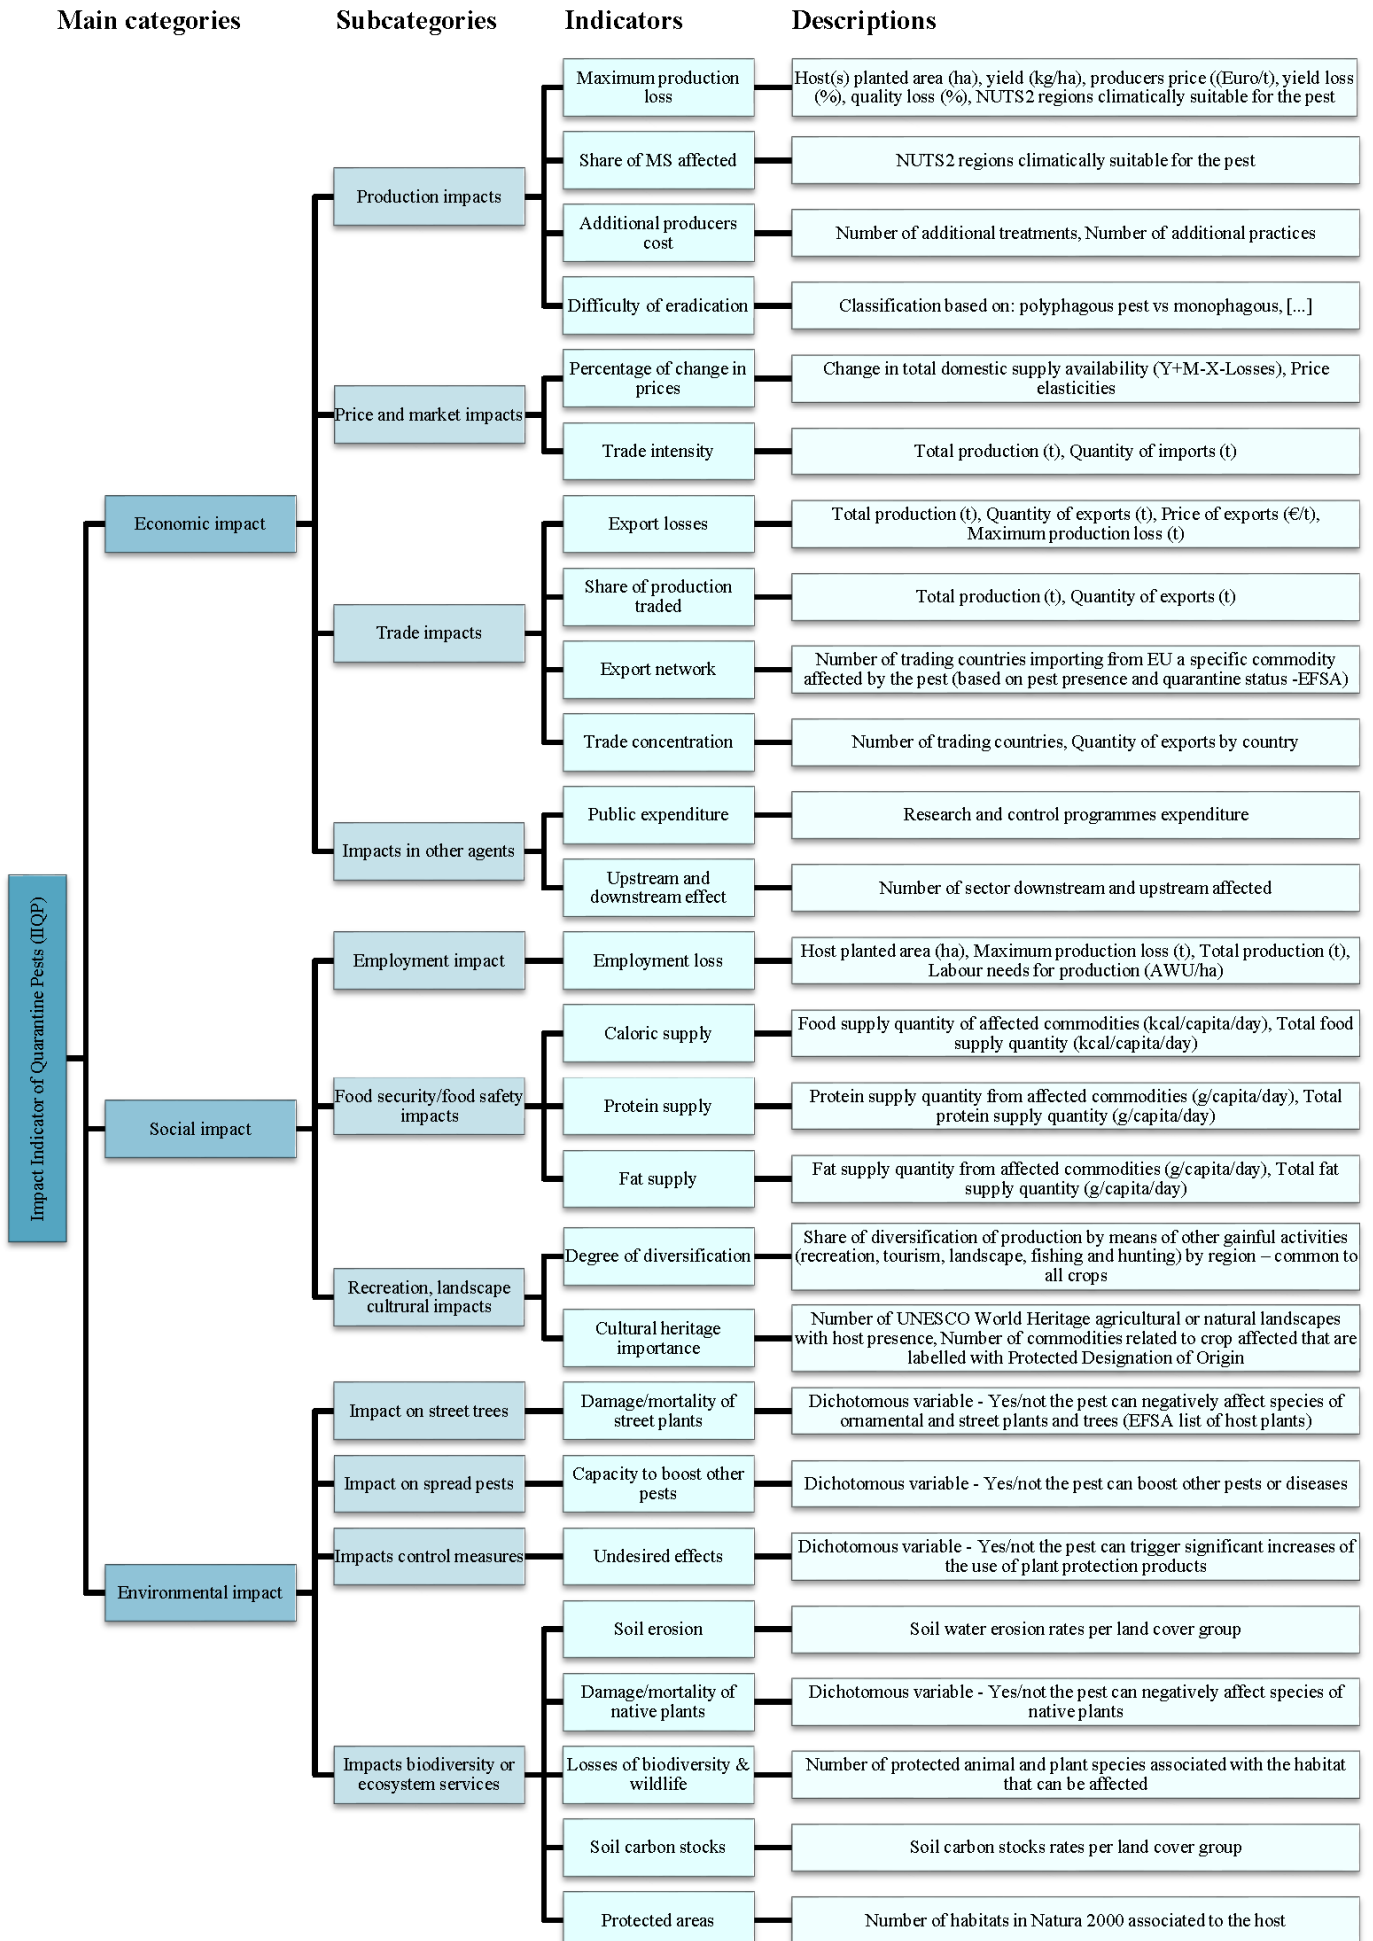 Main categories
Subcategories
Indicators
Descriptions
Impact Indicator of Quarantine Pests (IIQP)
Economic impact
Production impacts
Maximum production
loss
Host(s) planted area (ha), yield (kg/ha), producers price ((Euro/t), yield loss
(%), quality loss (%), NUTS2 regions climatically suitable for the pest
Share of MS affected
NUTS2 regions climatically suitable for the pest
Additional producers
cost
Number of additional treatments, Number of additional practices
Difficulty of eradication
Classification based on: polyphagous pest vs monophagous, [...]
Price and market impacts
Percentage of change in
prices
Change in total domestic supply availability (Y+M-X-Losses), Price
elasticities
Trade intensity
Total production (t), Quantity of imports (t)
Trade impacts
Export losses
Total production (t), Quantity of exports (t), Price of exports (€/t),
Maximum production loss (t)
Share of production
traded
Total production (t), Quantity of exports (t)
Export network
Number of trading countries importing from EU a specific commodity
affected by the pest (based on pest presence and quarantine status -EFSA)
Trade concentration
Number of trading countries, Quantity of exports by country
Impacts in other agents
Public expenditure
Research and control programmes expenditure
Upstream and
downstream effect
Number of sector downstream and upstream affected
Social impact
Employment impact
Employment loss
Host planted area (ha), Maximum production loss (t), Total production (t),
Labour needs for production (AWU/ha)
Food security/food safety
impacts
Caloric supply
Food supply quantity of affected commodities (kcal/capita/day), Total food
supply quantity (kcal/capita/day)
Protein supply
Protein supply quantity from affected commodities (g/capita/day), Total
protein supply quantity (g/capita/day)
Fat supply
Fat supply quantity from affected commodities (g/capita/day), Total fat
supply quantity (g/capita/day)
Recreation, landscape
cultrural impacts
Degree of diversification
Share of diversification of production by means of other gainful activities
(recreation, tourism, landscape, fishing and hunting) by region – common to
all crops
Cultural heritage
importance
Number of UNESCO World Heritage agricultural or natural landscapes
with host presence, Number of commodities related to crop affected that are
labelled with Protected Designation of Origin
Environmental impact
Impact on street trees
Damage/mortality of
street plants
Dichotomous variable - Yes/not the pest can negatively affect species of
ornamental and street plants and trees (EFSA list of host plants)
Impact on spread pests
Capacity to boost other
pests
Dichotomous variable - Yes/not the pest can boost other pests or diseases
Impacts control measures
Undesired effects
Dichotomous variable - Yes/not the pest can trigger significant increases of
the use of plant protection products
Impacts biodiversity or
ecosystem services
Soil erosion
Soil water erosion rates per land cover group
Damage/mortality of
native plants
Dichotomous variable - Yes/not the pest can negatively affect species of
native plants
Losses of biodiversity &
wildlife
Number of protected animal and plant species associated with the habitat
that can be affected
Soil carbon stocks
Soil carbon stocks rates per land cover group
Protected areas
Number of habitats in Natura 2000 associated to the host